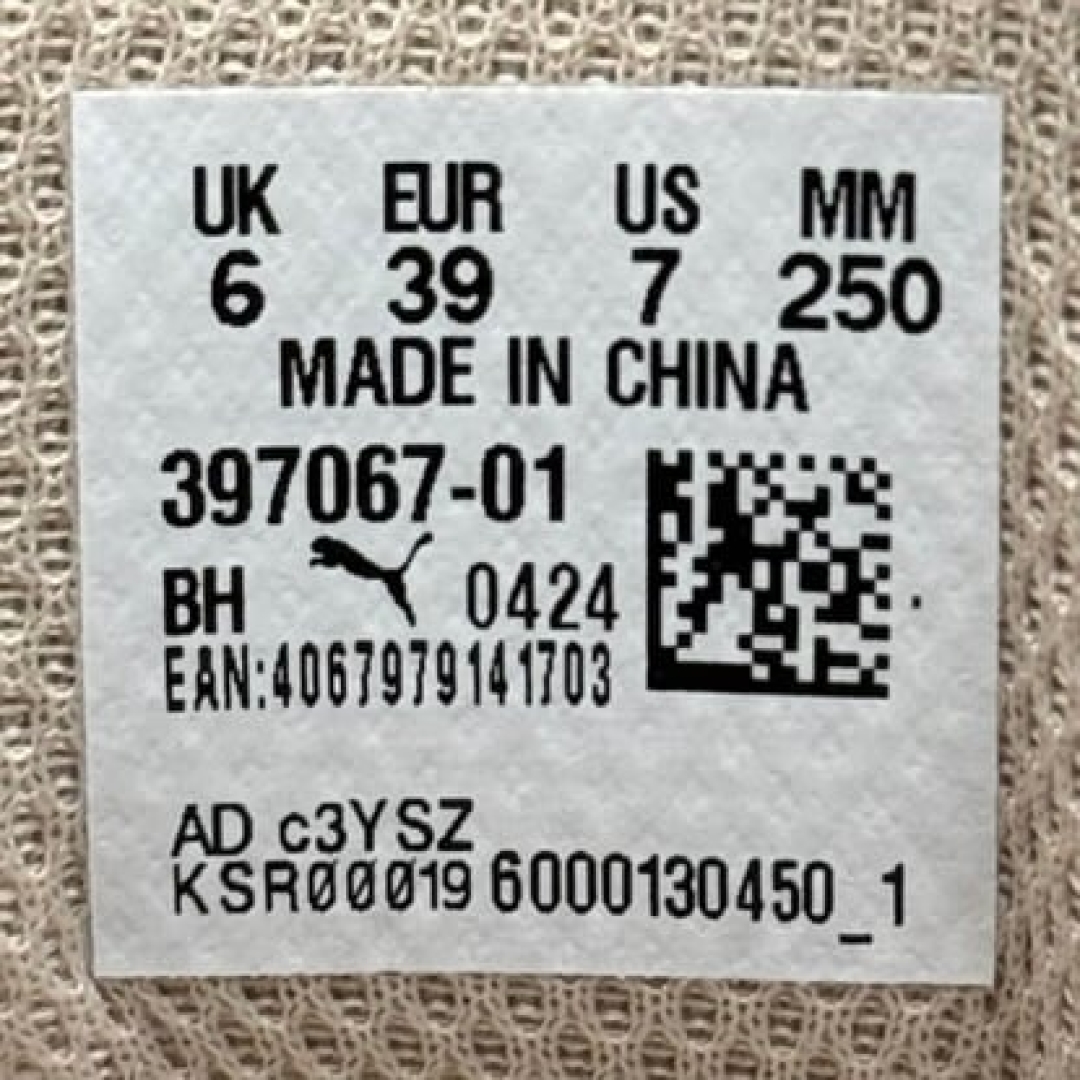 UK EUR US MM
6 39 7 250
MADE IN CHINA
397067-01
BH 0424
EAN:4067979141703
AD c3YSZ
KSR00019 6000130450_1